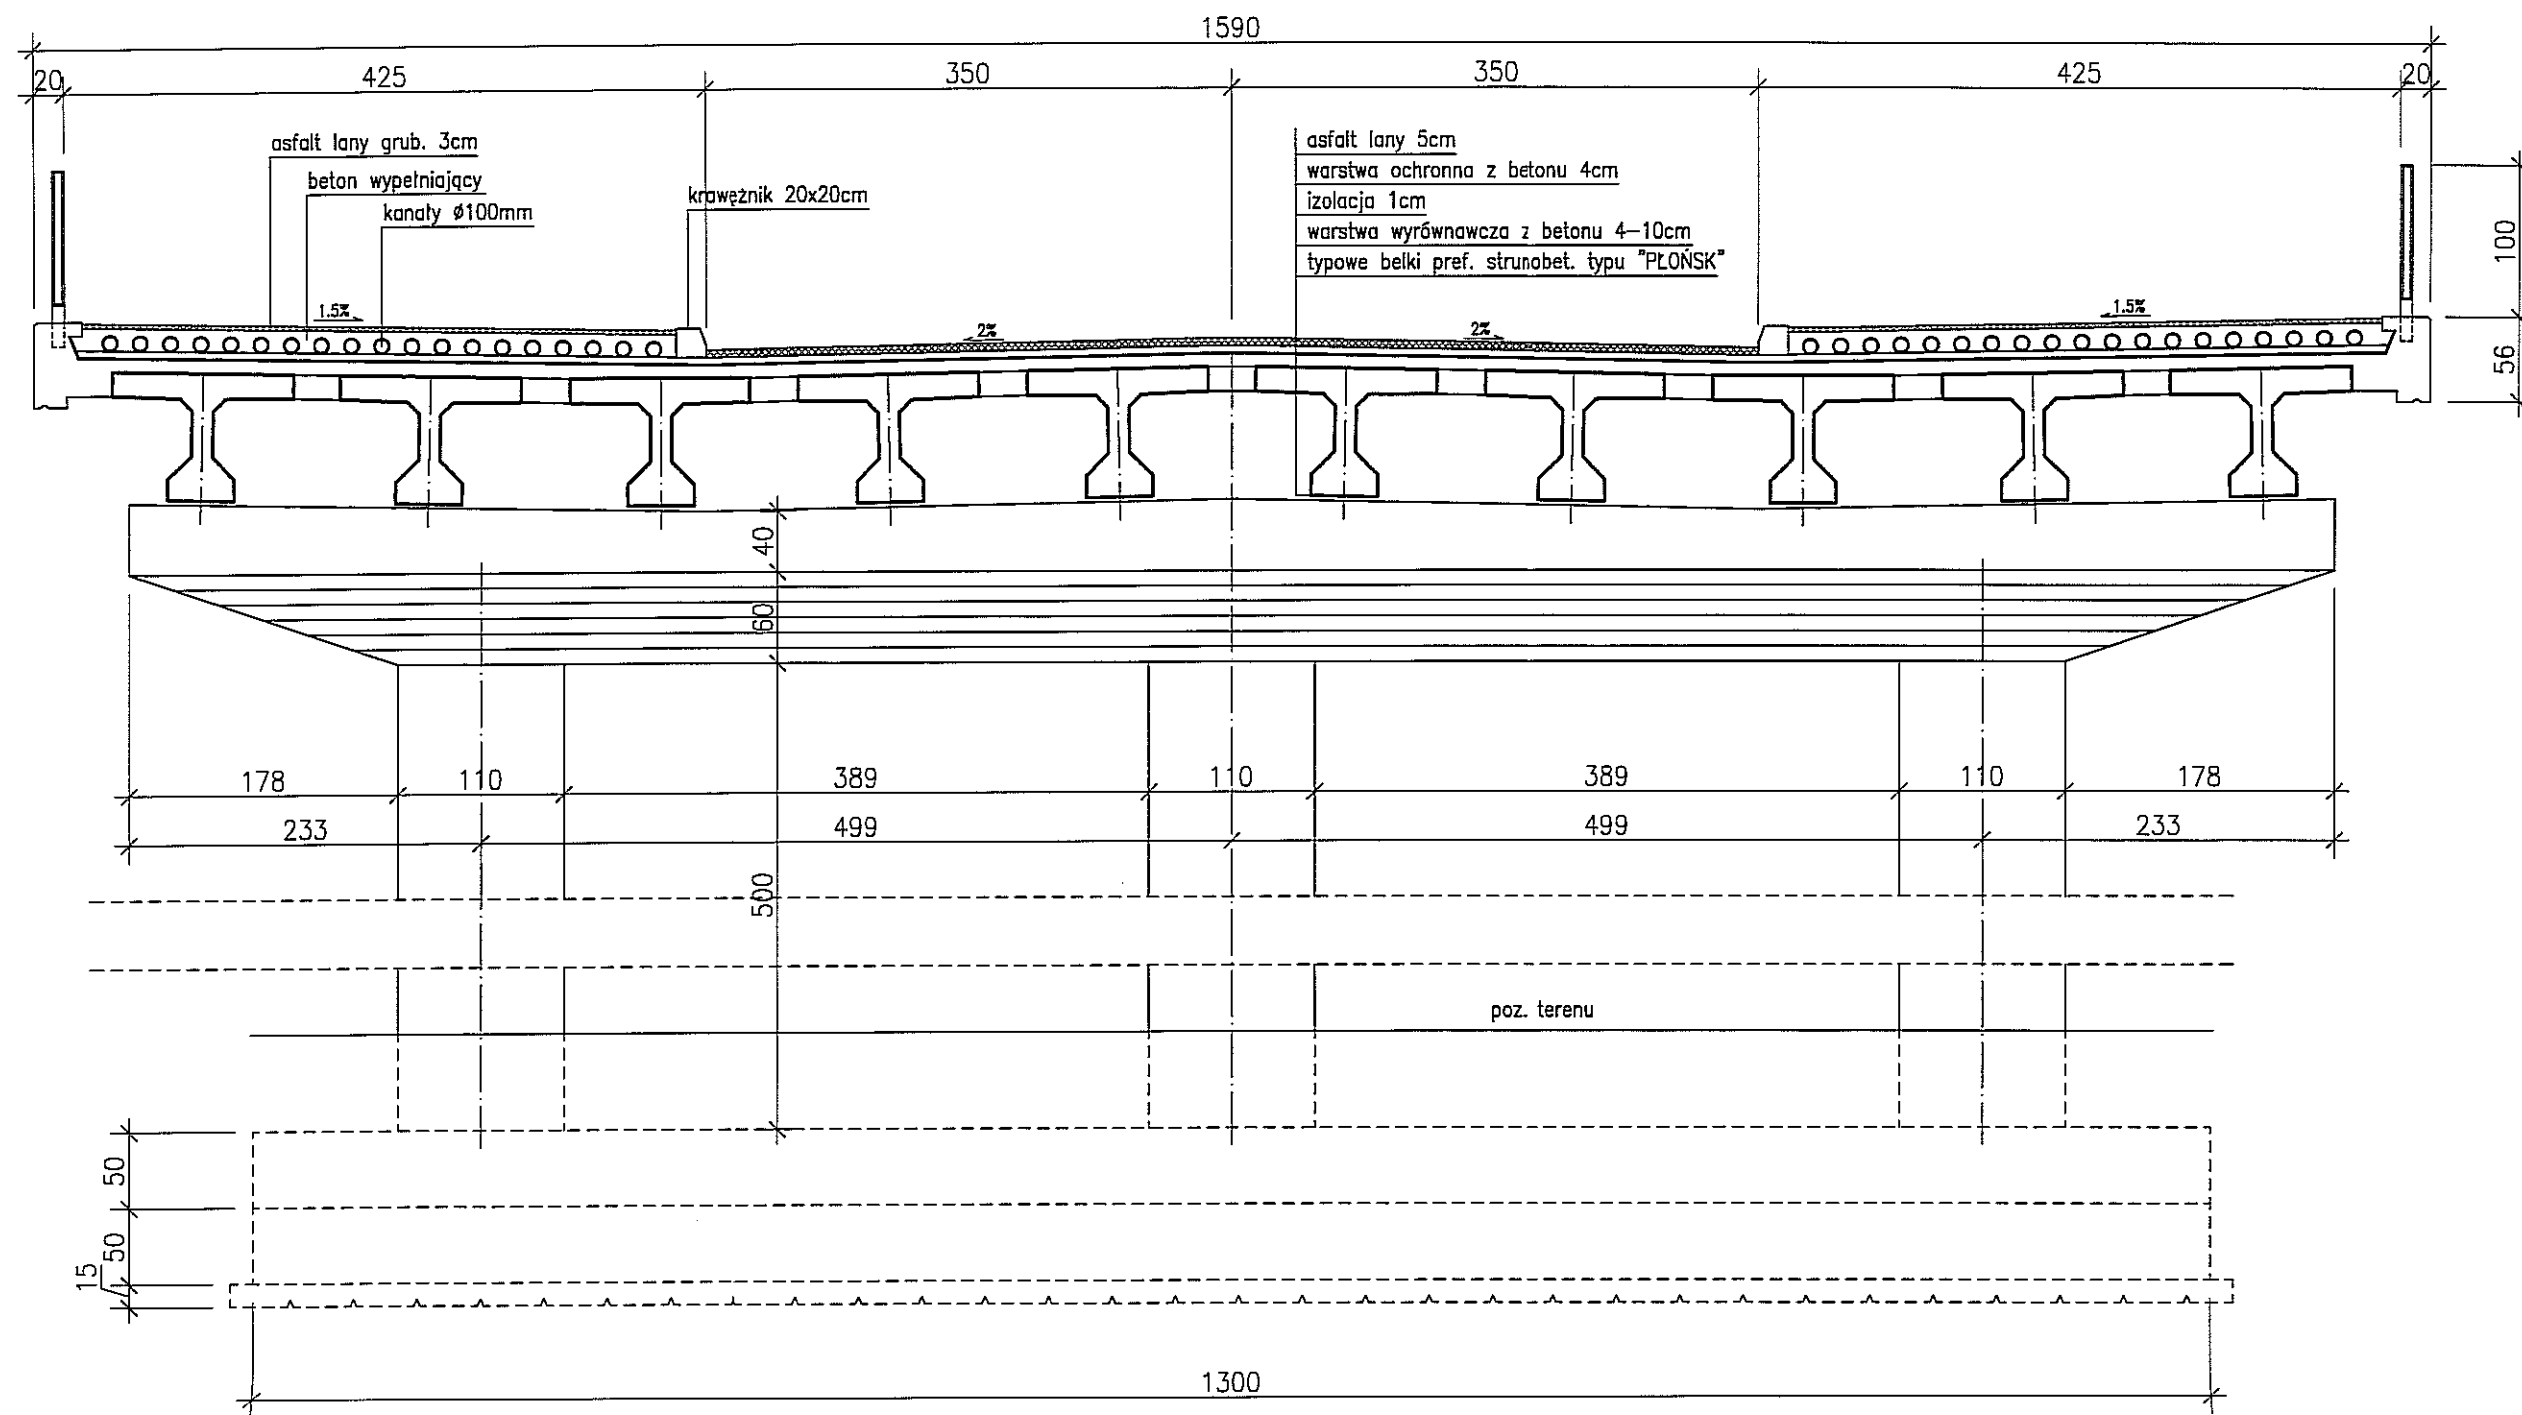 1590
20 425 350 350 425 20
asfalt lany grub. 3cm
beton wypełniający
kanały ø100mm
krawężnik 20x20cm
asfalt lany 5cm
warstwa ochronna z betonu 4cm
izolacja 1cm
warstwa wyrównawcza z betonu 4-10cm
typowe belki pref. strunobet. typu "PŁOŃSK"
100
1.5% 2% 2% 1.5%
56
40
60
178 110 389 110 389 110 178
233 499 499 233
500
poz. terenu
50
50
15
1300